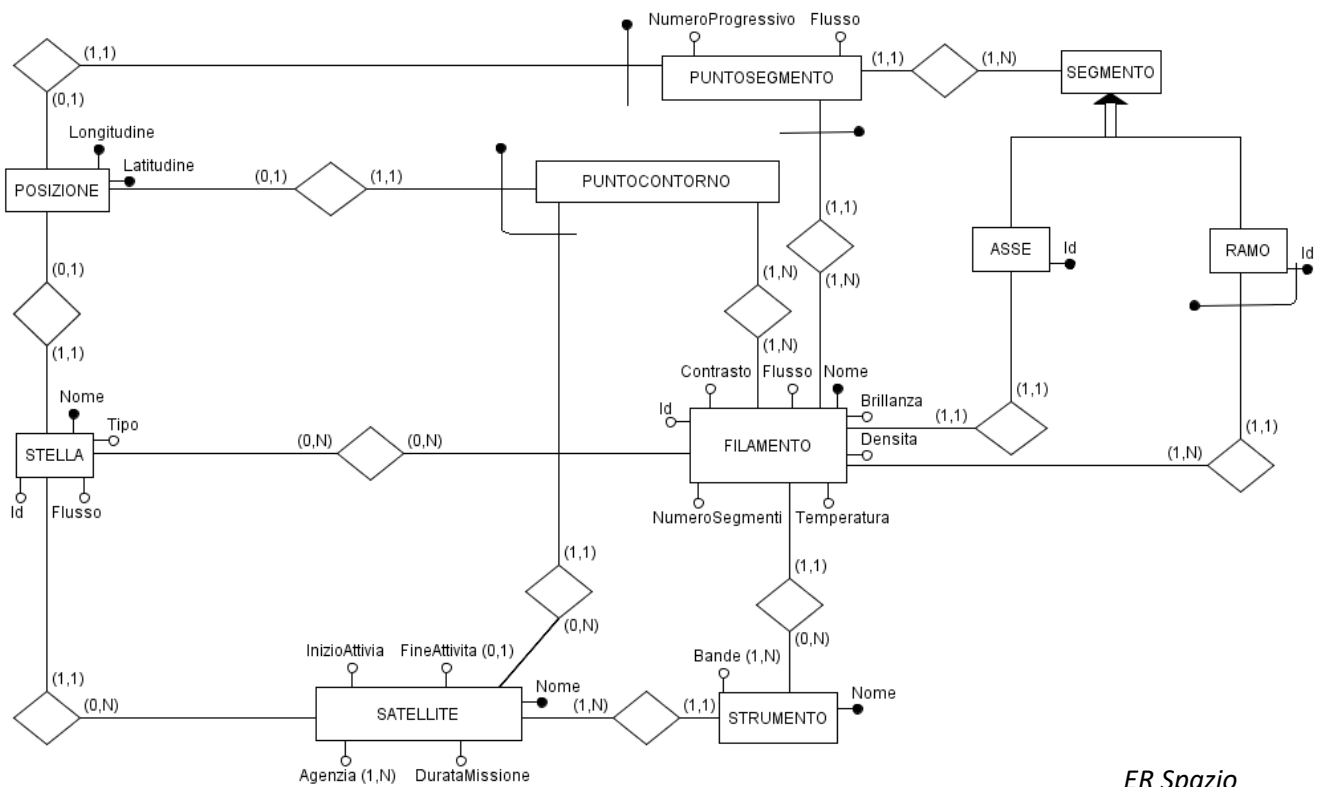 NumeroProgressivo Flusso
(1,1) PUNTOSEGMENTO (1,1) (1,N) SEGMENTO
(0,1)
Longitudine
Latitudine
POSIZIONE (0,1) (1,1) PUNTOCONTORNO
(1,1)
ASSE Id RAMO Id
(0,1) (1,N) (1,N)
(1,1) (1,N)
Contrasto Flusso Nome
Nome Id Brillanza (1,1) (1,1)
Tipo
STELLA (0,N) (0,N) FILAMENTO Densita (1,N)
Id Flusso NumeroSegmenti Temperatura
(1,1) (1,1)
(0,N) (0,N)
InizioAttivia FineAttivita (0,1) Bande (1,N)
(1,1) Nome Nome
(0,N) SATELLITE (1,N) (1,1) STRUMENTO
Agenzia (1,N) DurataMissione
ER Spazio